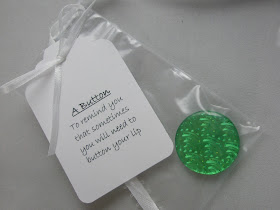 A Button
To remind you
that sometimes
you will need to
button your lip